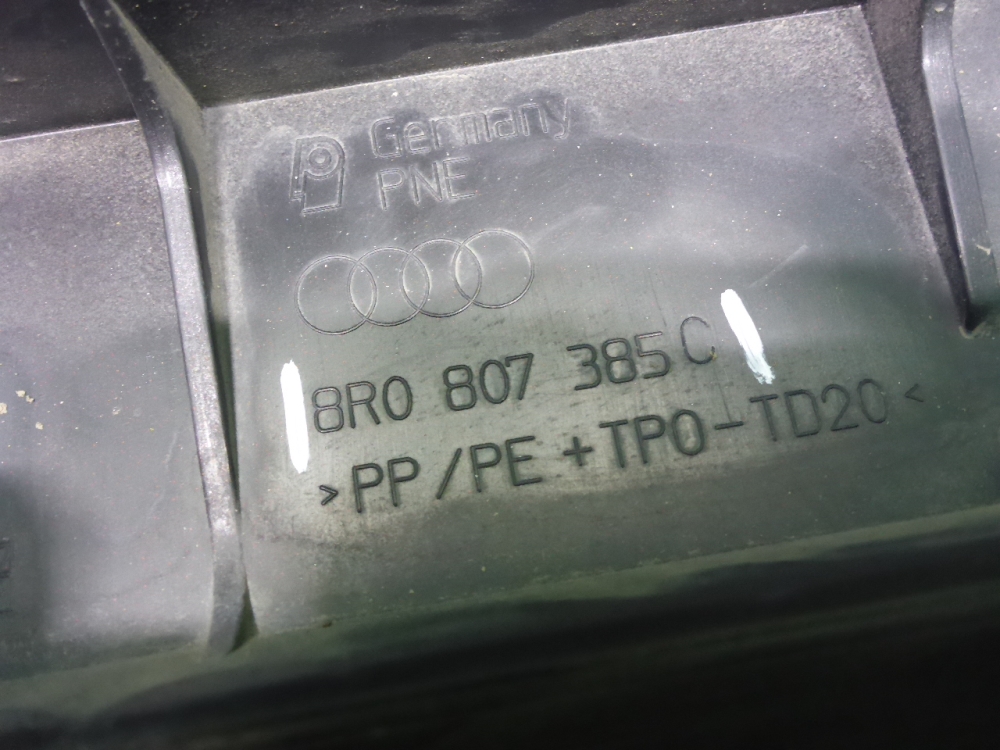 Germany
PNE
8R0 807 385 C
>PP/PE+TPO-TD20<